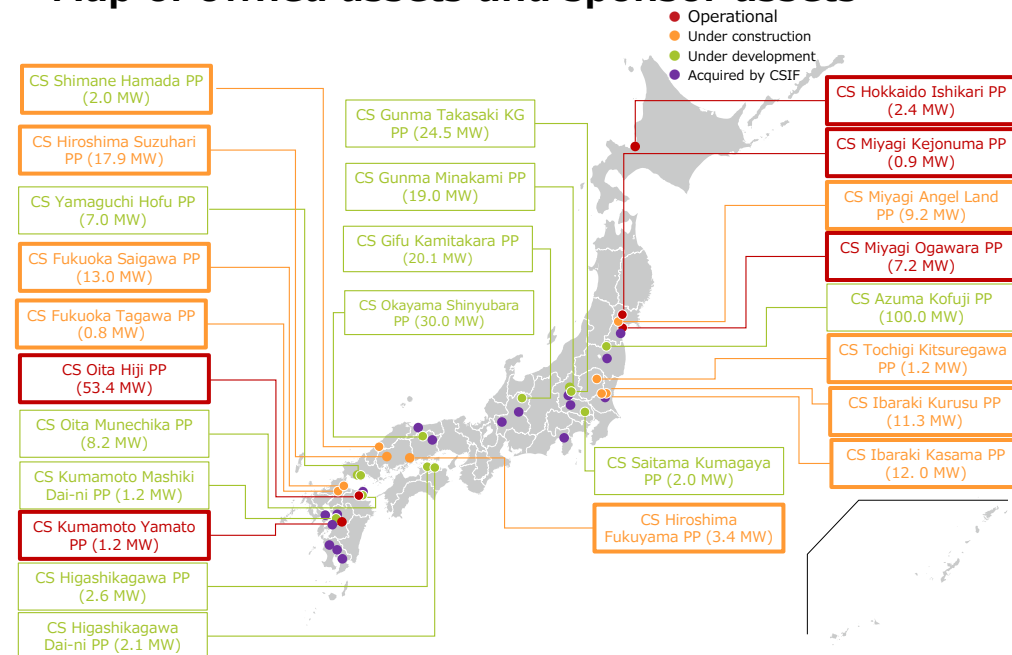 Map of owned assets and sponsor assets
Operational
Under construction
Under development
Acquired by CSIF
CS Shimane Hamada PP
(2.0 MW)
CS Hiroshima Suzuhari
PP (17.9 MW)
CS Yamaguchi Hofu PP
(7.0 MW)
CS Fukuoka Saigawa PP
(13.0 MW)
CS Fukuoka Tagawa PP
(0.8 MW)
CS Oita Hiji PP
(53.4 MW)
CS Oita Munechika PP
(8.2 MW)
CS Kumamoto Mashiki
Dai-ni PP (1.2 MW)
CS Kumamoto Yamato
PP (1.2 MW)
CS Higashikagawa PP
(2.6 MW)
CS Higashikagawa
Dai-ni PP (2.1 MW)
CS Gunma Takasaki KG
PP (24.5 MW)
CS Gunma Minakami PP
(19.0 MW)
CS Gifu Kamitakara PP
(20.1 MW)
CS Okayama Shinyubara
PP (30.0 MW)
CS Saitama Kumagaya
PP (2.0 MW)
CS Hiroshima
Fukuyama PP (3.4 MW)
CS Hokkaido Ishikari PP
(2.4 MW)
CS Miyagi Kejonuma PP
(0.9 MW)
CS Miyagi Angel Land
PP (9.2 MW)
CS Miyagi Ogawara PP
(7.2 MW)
CS Azuma Kofuji PP
(100.0 MW)
CS Tochigi Kitsuregawa
PP (1.2 MW)
CS Ibaraki Kurusu PP
(11.3 MW)
CS Ibaraki Kasama PP
(12. 0 MW)